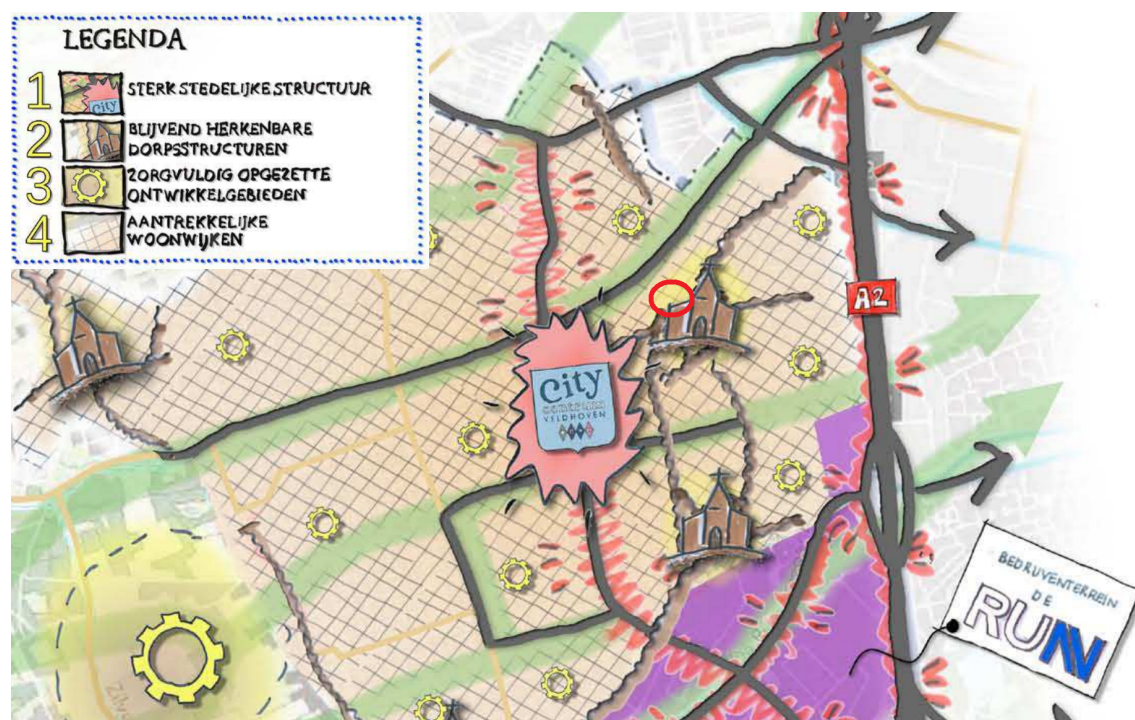 LEGENDA
1 STERK STEDELIJKE STRUCTUUR
City
2 BLIJVEND HERKENBARE
DORPSSTRUCTUREN
3 ZORGVULDIG OPGEZETTE
ONTWIKKELGEBIEDEN
4 AANTREKKELIJKE
WOONWIJKEN
A2
City
centrum
VELDHOVEN
BEDRIJVENTERREIN
DE
RUN